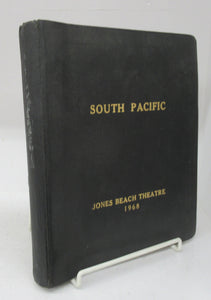 SOUTH PACIFIC
JONES BEACH THEATRE
1968